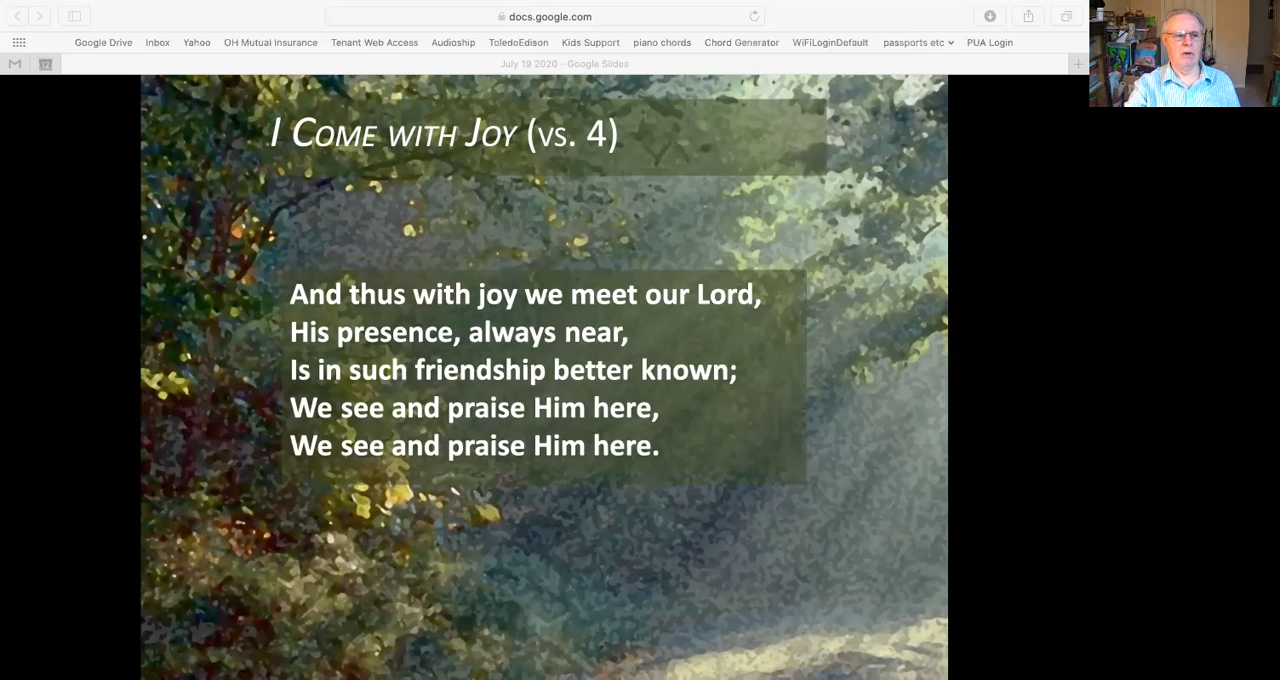 docs.google.com
Google Drive Inbox Yahoo OH Mutual Insurance Tenant Web Access Audioship ToledoEdison Kids Support piano chords Chord Generator WiFiLoginDefault passports etc PUA Login
July 19 2020 - Google Slides
I COME WITH JOY (VS. 4)
And thus with joy we meet our Lord,
His presence, always near,
Is in such friendship better known;
We see and praise Him here,
We see and praise Him here.